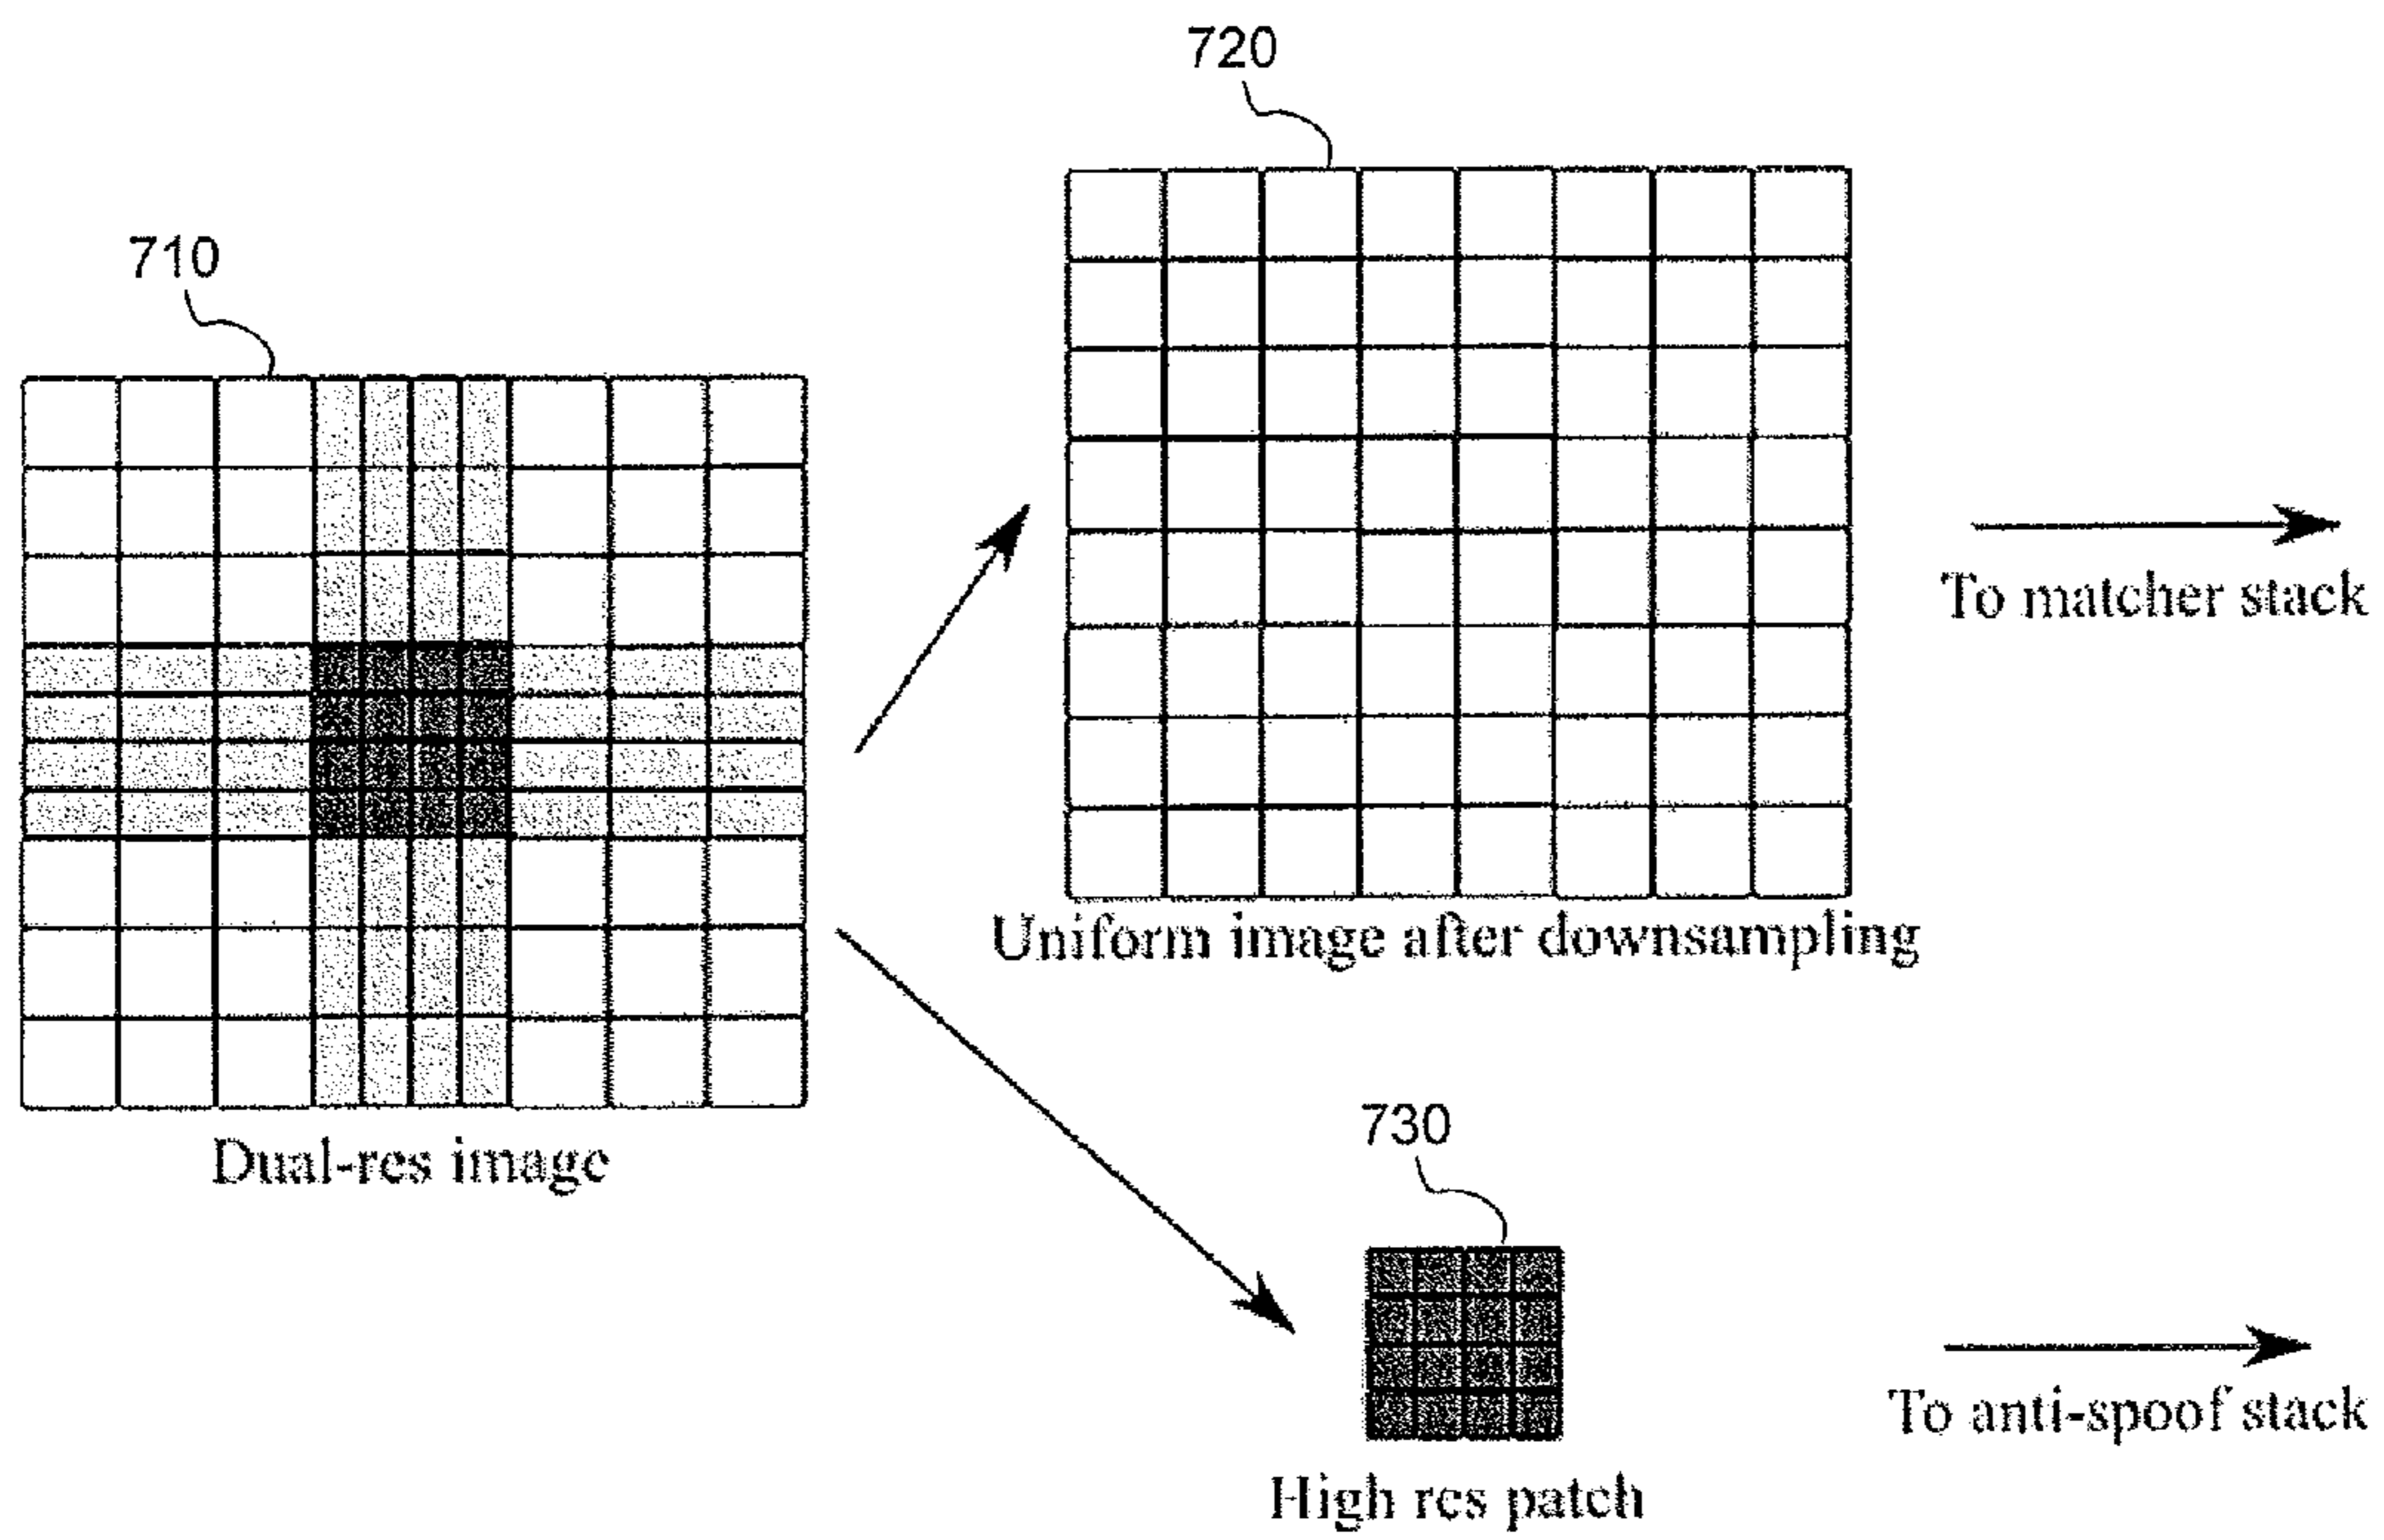 720
710
To matcher stack
Uniform image after downsampling
730
Dual-res image
To anti-spoof stack
High res patch